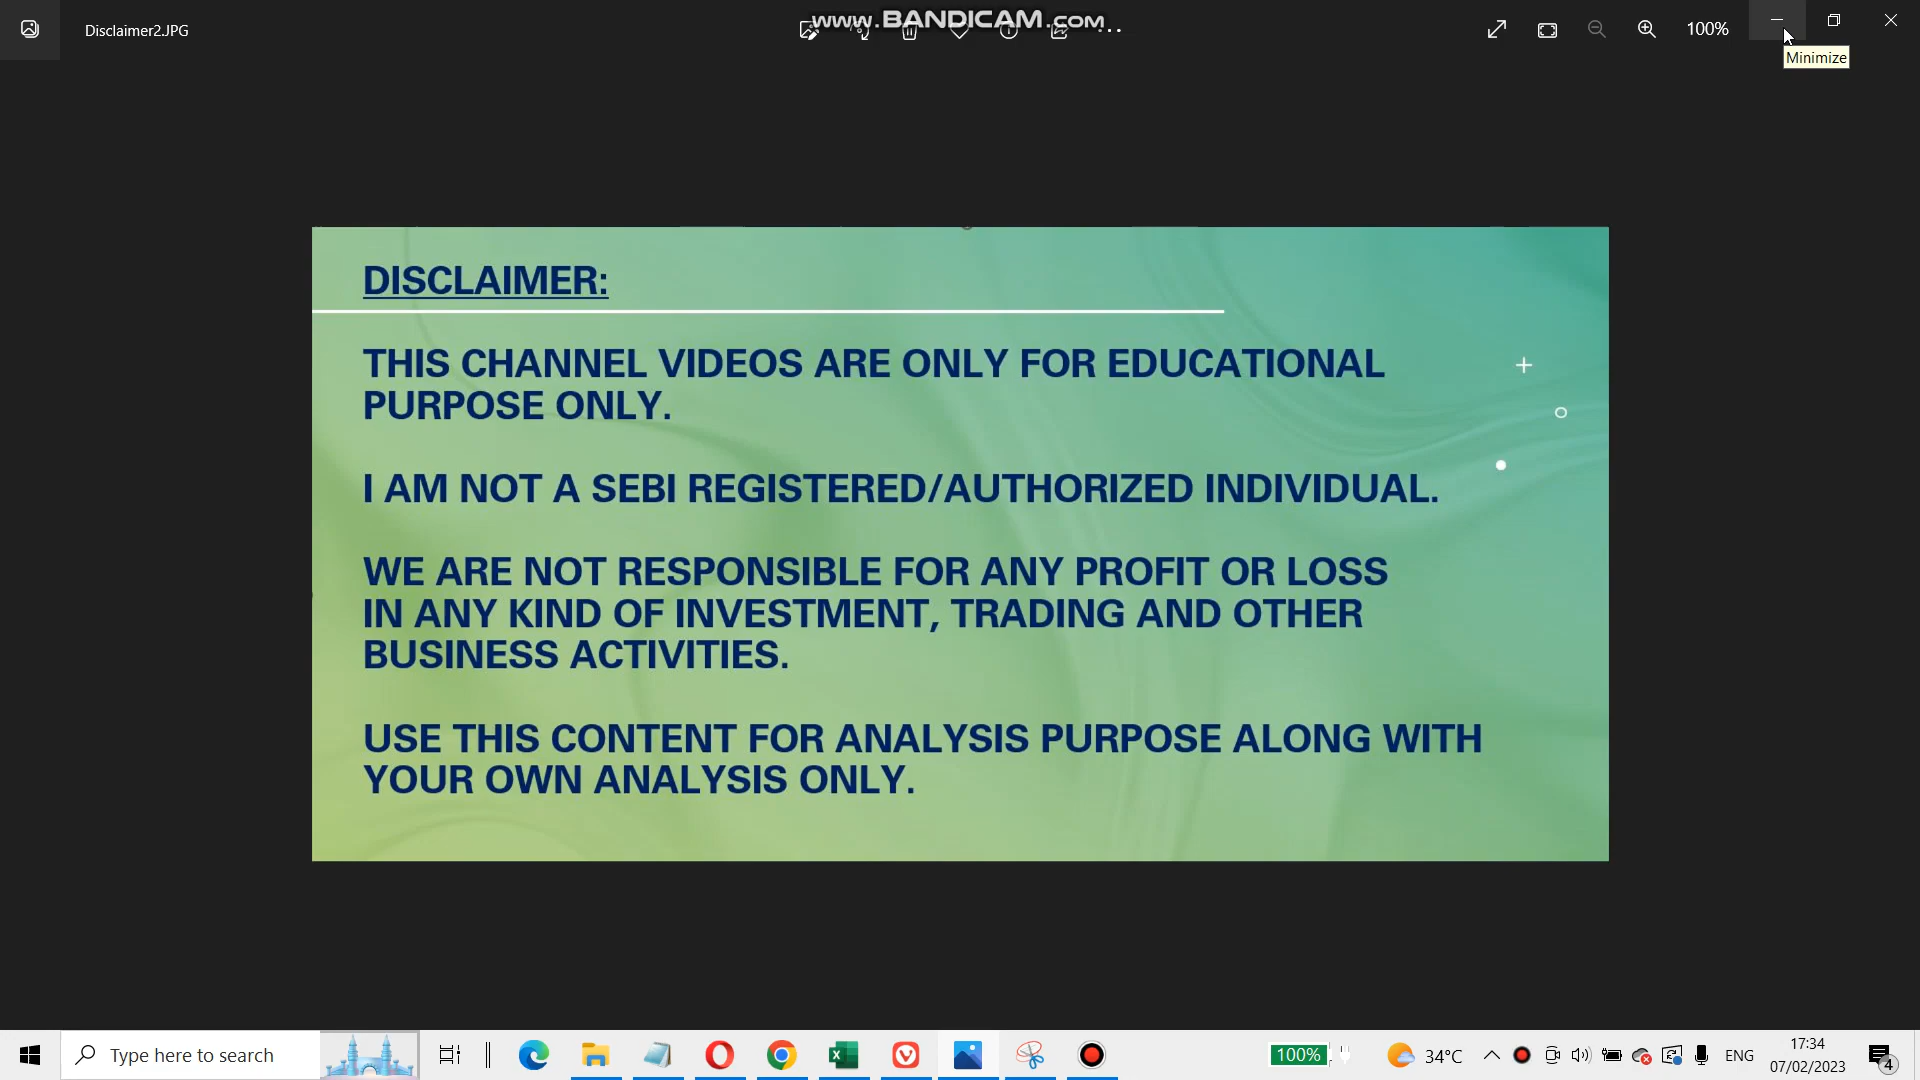 Disclaimer2.JPG
www.BANDICAM.com
100%
Minimize
DISCLAIMER:
THIS CHANNEL VIDEOS ARE ONLY FOR EDUCATIONAL
PURPOSE ONLY.
I AM NOT A SEBI REGISTERED/AUTHORIZED INDIVIDUAL.
WE ARE NOT RESPONSIBLE FOR ANY PROFIT OR LOSS
IN ANY KIND OF INVESTMENT, TRADING AND OTHER
BUSINESS ACTIVITIES.
USE THIS CONTENT FOR ANALYSIS PURPOSE ALONG WITH
YOUR OWN ANALYSIS ONLY.
Type here to search
100%
34°C
ENG
17:34
07/02/2023
4